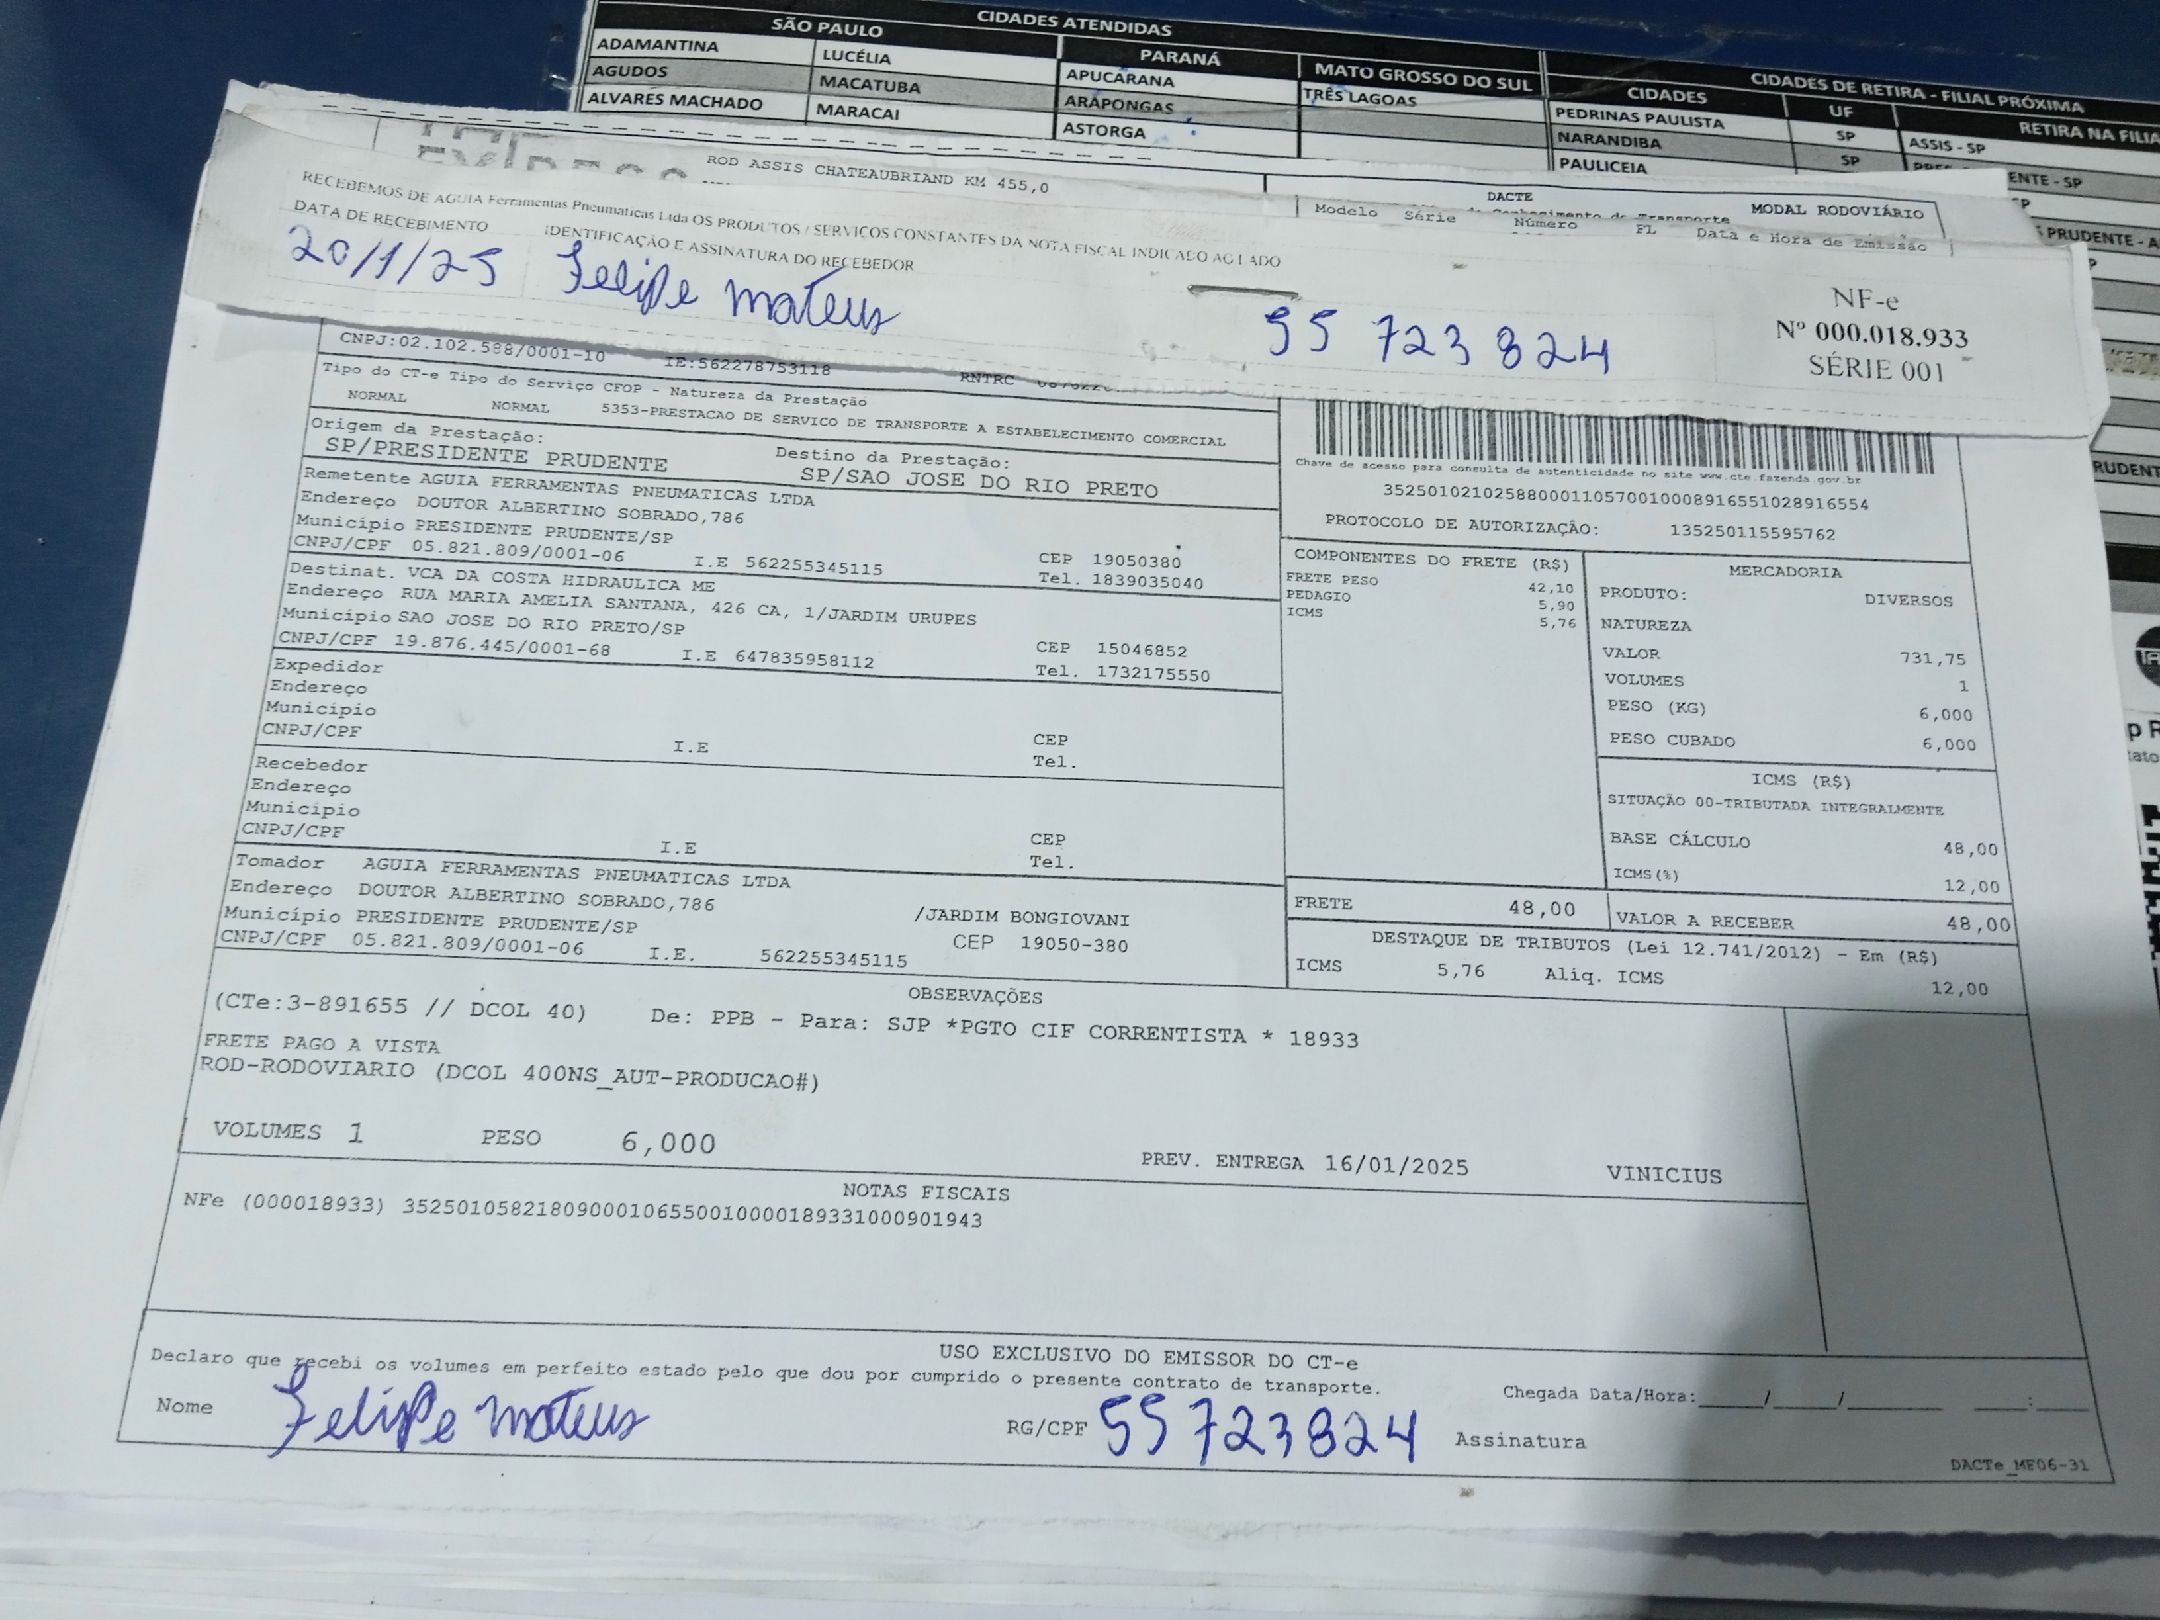 CIDADES ATENDIDAS
SÃO PAULO
PARANÁ
MATO GROSSO DO SUL
ADAMANTINA LUCÉLIA APUCARANA TRÊS LAGOAS
AGUDOS MACATUBA ARAPONGAS
ALVARES MACHADO MARACAI ASTORGA
CIDADES DE RETIRA - FILIAL PRÓXIMA
CIDADES UF RETIRA NA FILIA
PEDRINAS PAULISTA SP ASSIS - SP
NARANDIBA SP
PAULICEIA
ENTE - SP
PRUDENTE - A
RUDENT
ROD ASSIS CHATEAUBRIAND KM 455,0
DACTE
MODAL RODOVIÁRIO
Modelo Série Número FL Data e Hora de Emissão
RECEBEMOS DE AGUIA Ferramentas Pneumaticas Ltda OS PRODUTOS / SERVIÇOS CONSTANTES DA NOTA FISCAL INDICADO AO LADO
DATA DE RECEBIMENTO IDENTIFICAÇÃO E ASSINATURA DO RECEBEDOR
20/1/25 Felipe Mateus 55 723 824
NF-e
Nº 000.018.933
SÉRIE 001
CNPJ:02.102.588/0001-10 IE:562278753118 RNTRC
Tipo do CT-e Tipo do Serviço CFOP - Natureza da Prestação
NORMAL NORMAL 5353-PRESTACAO DE SERVICO DE TRANSPORTE A ESTABELECIMENTO COMERCIAL
Origem da Prestação: Destino da Prestação:
SP/PRESIDENTE PRUDENTE SP/SAO JOSE DO RIO PRETO
Chave de acesso para consulta de autenticidade no site www.cte.fazenda.gov.br
35250102102588000110570010008916551028916554
PROTOCOLO DE AUTORIZAÇÃO: 135250115595762
Remetente AGUIA FERRAMENTAS PNEUMATICAS LTDA
Endereço DOUTOR ALBERTINO SOBRADO,786
Município PRESIDENTE PRUDENTE/SP CEP 19050380
CNPJ/CPF 05.821.809/0001-06 I.E 562255345115 Tel. 1839035040
Destinat. VCA DA COSTA HIDRAULICA ME
Endereço RUA MARIA AMELIA SANTANA, 426 CA, 1/JARDIM URUPES
Município SAO JOSE DO RIO PRETO/SP CEP 15046852
CNPJ/CPF 19.876.445/0001-68 I.E 647835958112 Tel. 1732175550
Expedidor
Endereço
Município CEP
CNPJ/CPF I.E Tel.
Recebedor
Endereço
Município CEP
CNPJ/CPF I.E Tel.
Tomador AGUIA FERRAMENTAS PNEUMATICAS LTDA
Endereço DOUTOR ALBERTINO SOBRADO,786 /JARDIM BONGIOVANI
Município PRESIDENTE PRUDENTE/SP CEP 19050-380
CNPJ/CPF 05.821.809/0001-06 I.E. 562255345115
COMPONENTES DO FRETE (R$)
FRETE PESO 42,10
PEDAGIO 5,90
ICMS 5,76
MERCADORIA
PRODUTO: DIVERSOS
NATUREZA
VALOR 731,75
VOLUMES 1
PESO (KG) 6,000
PESO CUBADO 6,000
ICMS (R$)
SITUAÇÃO 00-TRIBUTADA INTEGRALMENTE
BASE CÁLCULO 48,00
ICMS(%) 12,00
FRETE 48,00 VALOR A RECEBER 48,00
DESTAQUE DE TRIBUTOS (Lei 12.741/2012) - Em (R$)
ICMS 5,76 Aliq. ICMS 12,00
OBSERVAÇÕES
(CTe:3-891655 // DCOL 40) De: PPB - Para: SJP *PGTO CIF CORRENTISTA * 18933
FRETE PAGO A VISTA
ROD-RODOVIARIO (DCOL 400NS_AUT-PRODUCAO#)
VOLUMES 1 PESO 6,000 PREV. ENTREGA 16/01/2025 VINICIUS
NOTAS FISCAIS
NFe (000018933) 35250105821809000106550010000189331000901943
USO EXCLUSIVO DO EMISSOR DO CT-e
Declaro que recebi os volumes em perfeito estado pelo que dou por cumprido o presente contrato de transporte.
Chegada Data/Hora:_____/_____/_______ ____:____
Nome Felipe Mateus RG/CPF 55723824 Assinatura
DACTe_MF06-31